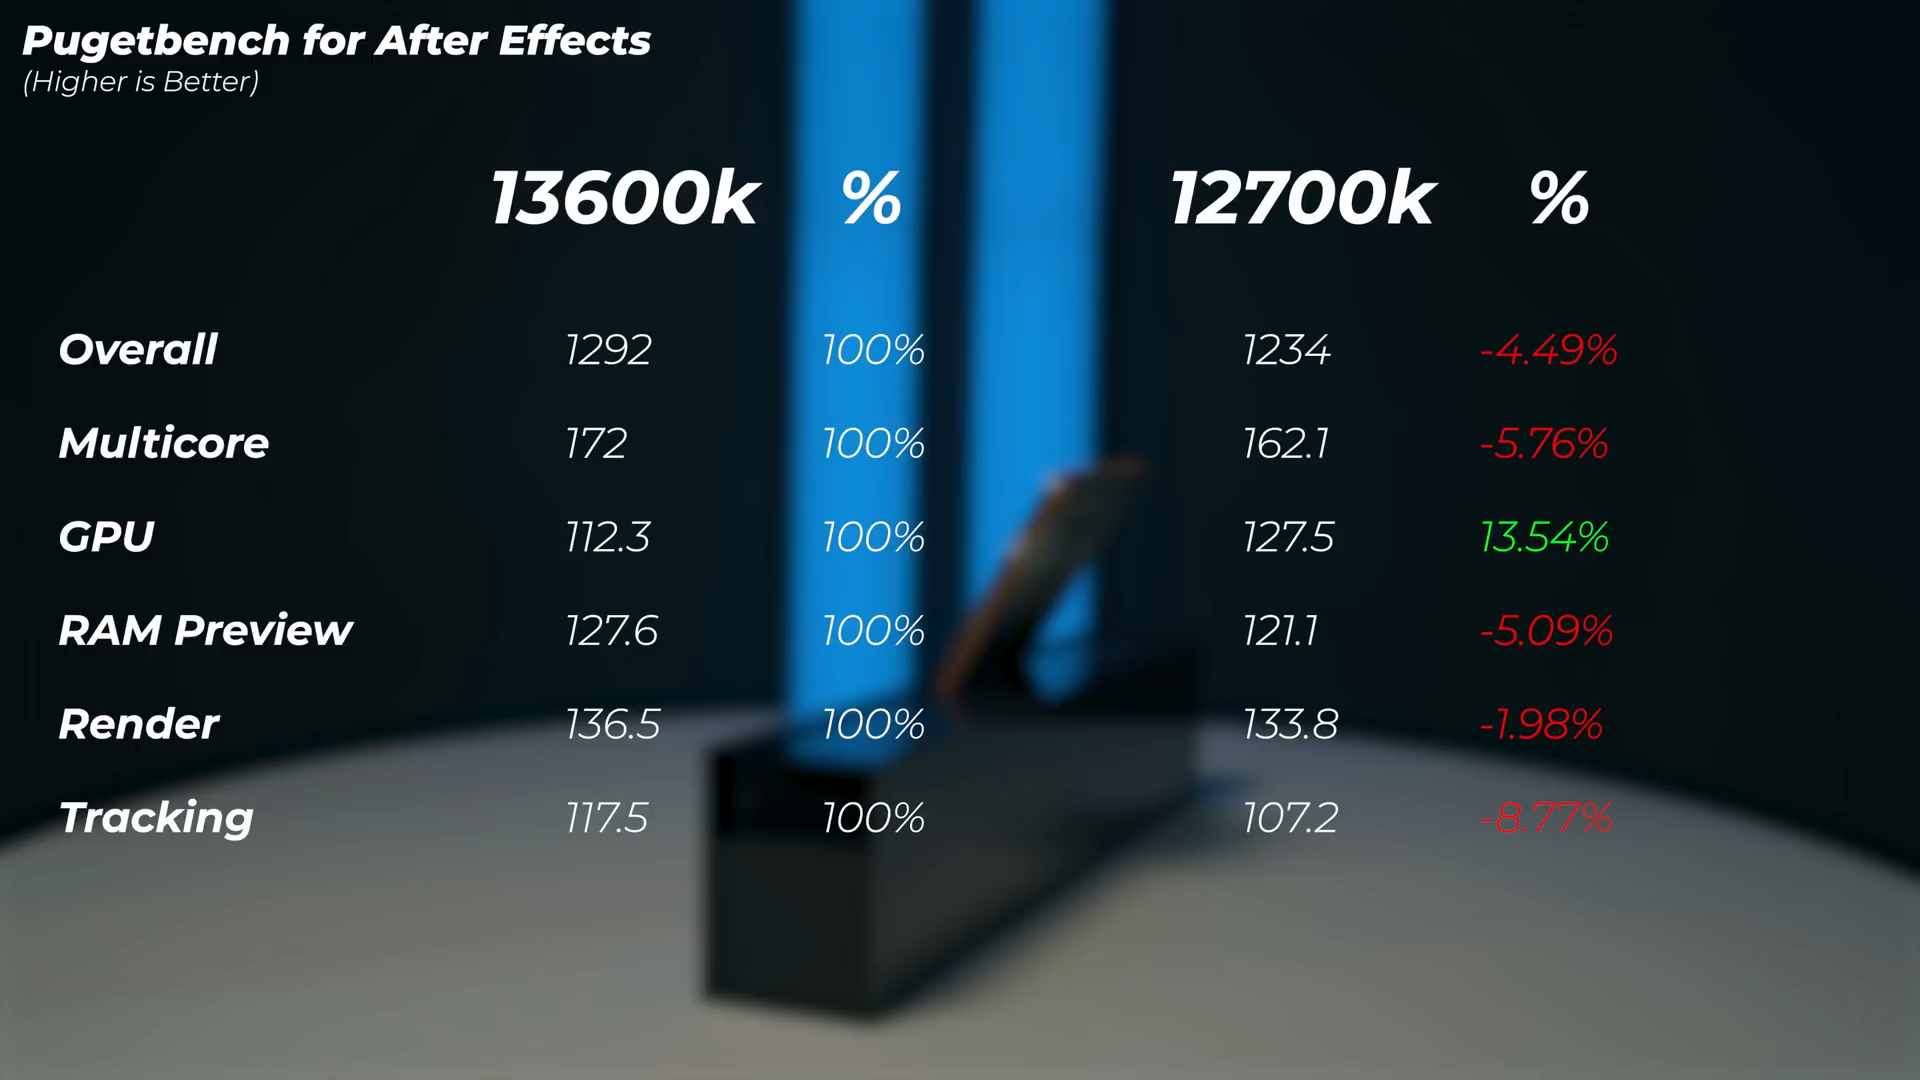 Pugetbench for After Effects
(Higher is Better)
13600k % 12700k %
Overall 1292 100% 1234 -4.49%
Multicore 172 100% 162.1 -5.76%
GPU 112.3 100% 127.5 13.54%
RAM Preview 127.6 100% 121.1 -5.09%
Render 136.5 100% 133.8 -1.98%
Tracking 117.5 100% 107.2 -8.77%